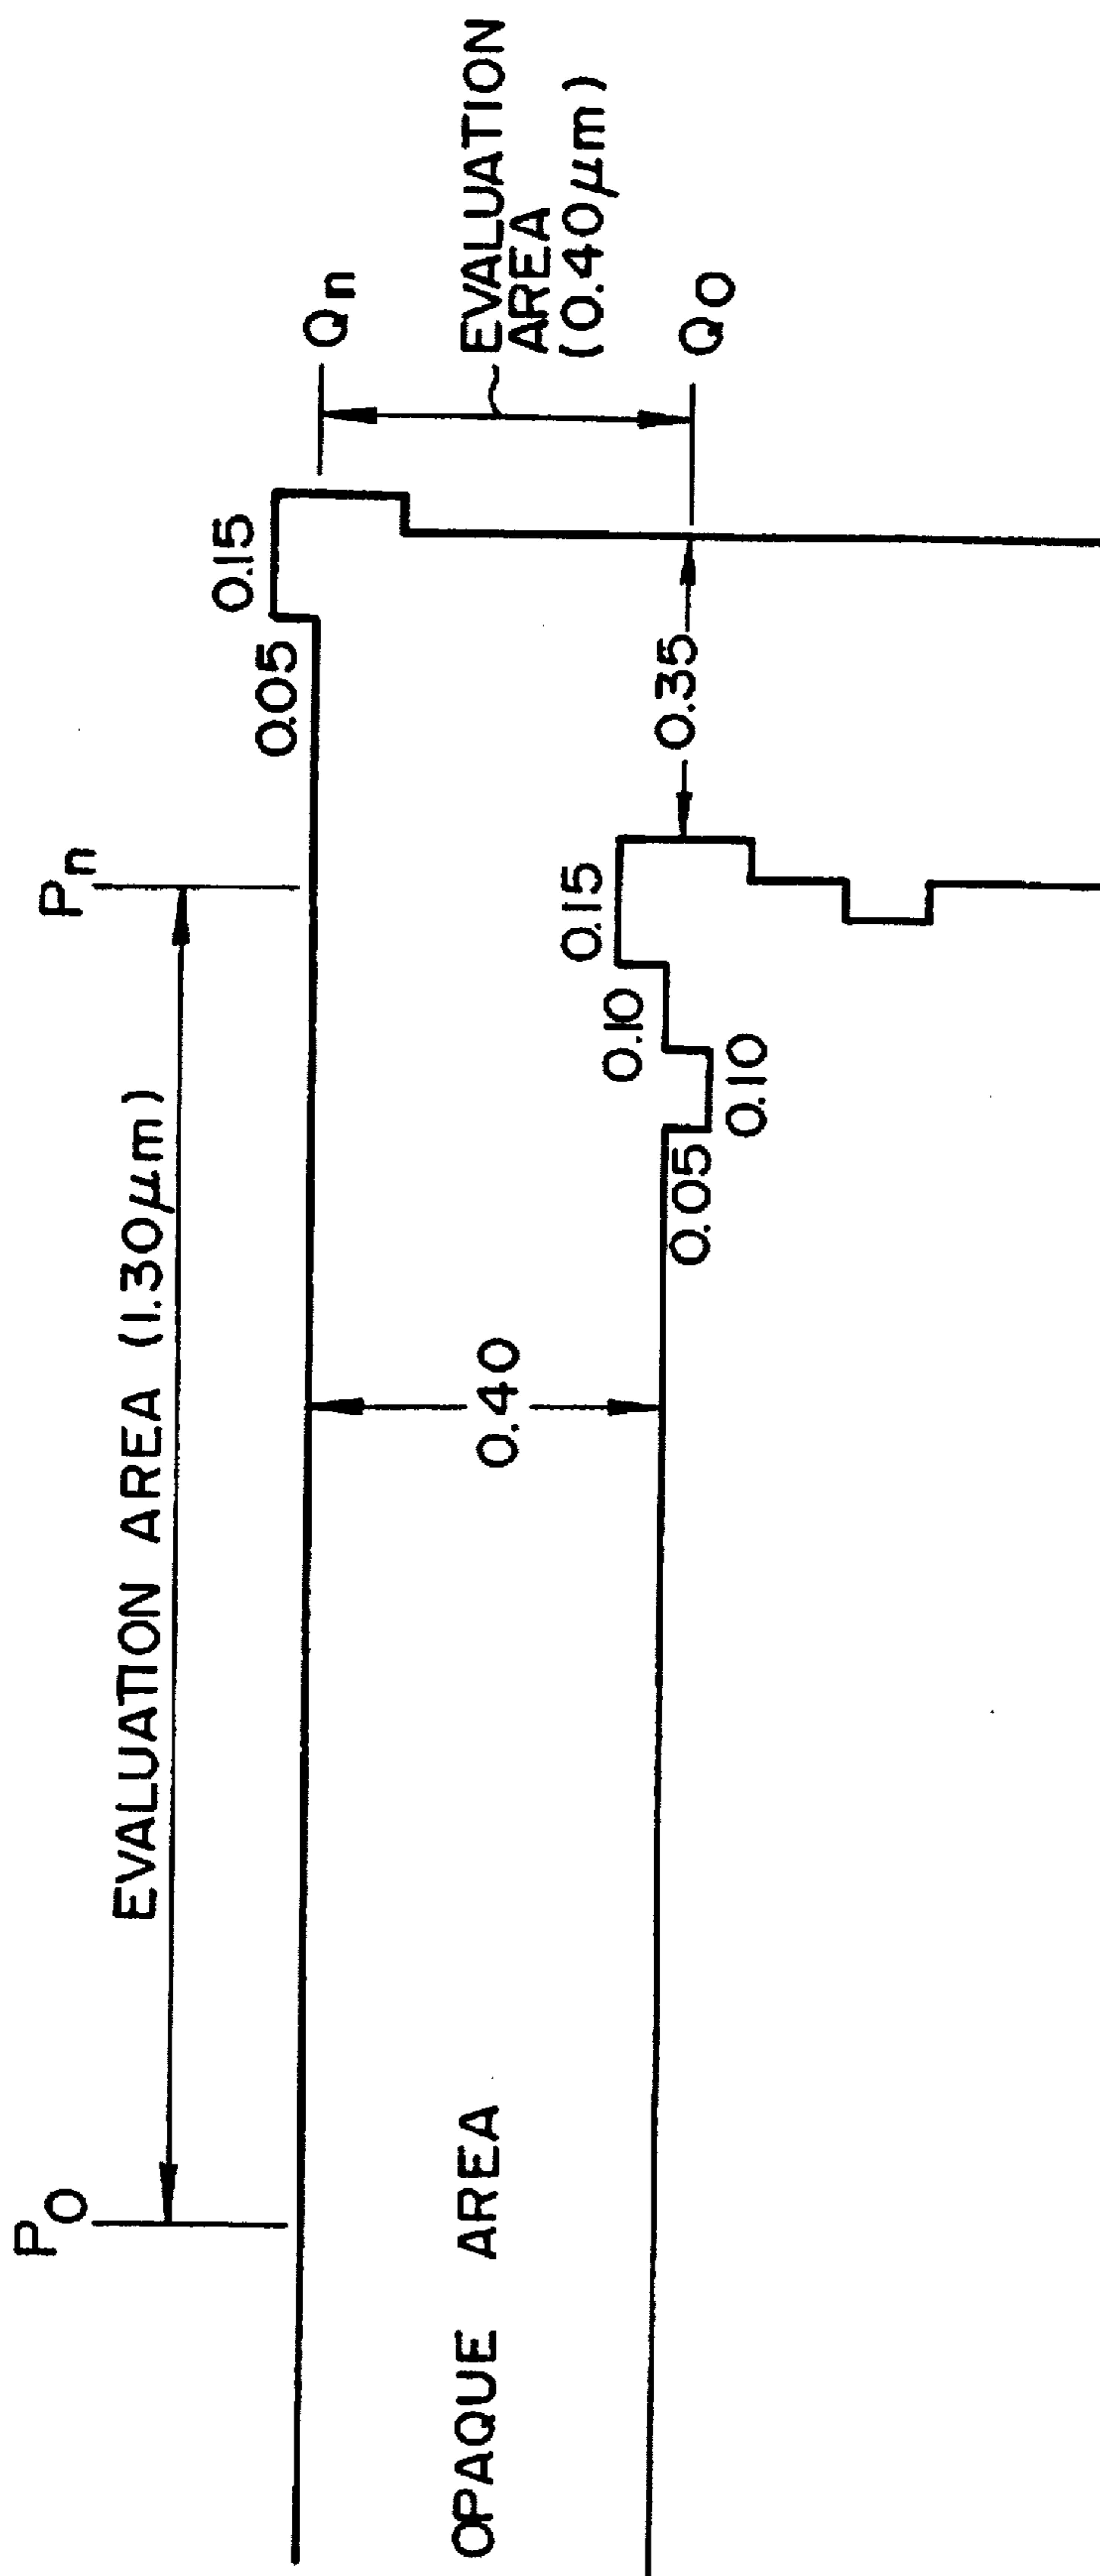 P0
Pn
EVALUATION AREA (1.30μm)
0.15
0.05
Qn
OPAQUE AREA
0.40
EVALUATION
AREA
(0.40μm)
0.15
0.10
0.35
Q0
0.05
0.10